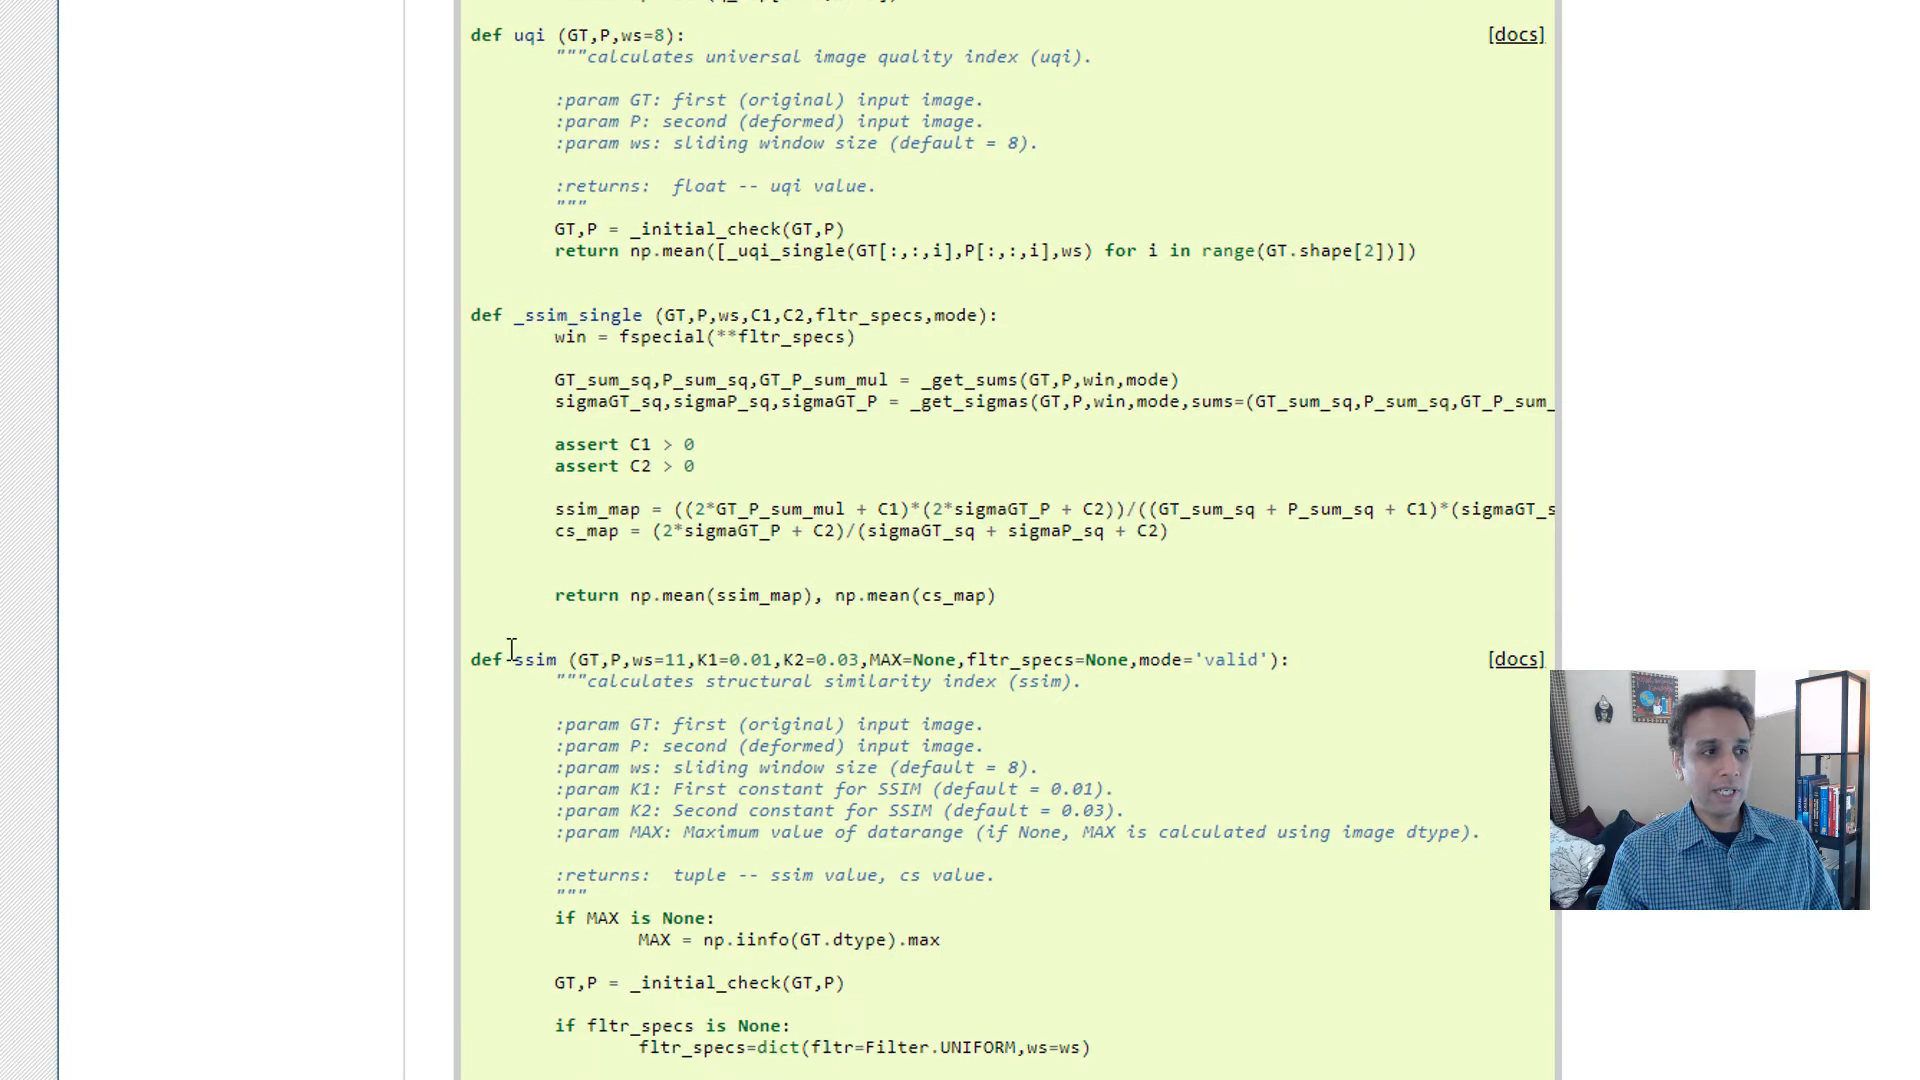 def uqi (GT,P,ws=8):
[docs]
"""calculates universal image quality index (uqi).
:param GT: first (original) input image.
:param P: second (deformed) input image.
:param ws: sliding window size (default = 8).
:returns:  float -- uqi value.
"""
GT,P = _initial_check(GT,P)
return np.mean([_uqi_single(GT[:,:,i],P[:,:,i],ws) for i in range(GT.shape[2])])
def _ssim_single (GT,P,ws,C1,C2,fltr_specs,mode):
win = fspecial(**fltr_specs)
GT_sum_sq,P_sum_sq,GT_P_sum_mul = _get_sums(GT,P,win,mode)
sigmaGT_sq,sigmaP_sq,sigmaGT_P = _get_sigmas(GT,P,win,mode,sums=(GT_sum_sq,P_sum_sq,GT_P_sum_
assert C1 > 0
assert C2 > 0
ssim_map = ((2*GT_P_sum_mul + C1)*(2*sigmaGT_P + C2))/((GT_sum_sq + P_sum_sq + C1)*(sigmaGT_s
cs_map = (2*sigmaGT_P + C2)/(sigmaGT_sq + sigmaP_sq + C2)
return np.mean(ssim_map), np.mean(cs_map)
def ssim (GT,P,ws=11,K1=0.01,K2=0.03,MAX=None,fltr_specs=None,mode='valid'):
[docs]
"""calculates structural similarity index (ssim).
:param GT: first (original) input image.
:param P: second (deformed) input image.
:param ws: sliding window size (default = 8).
:param K1: First constant for SSIM (default = 0.01).
:param K2: Second constant for SSIM (default = 0.03).
:param MAX: Maximum value of datarange (if None, MAX is calculated using image dtype).
:returns:  tuple -- ssim value, cs value.
"""
if MAX is None:
MAX = np.iinfo(GT.dtype).max
GT,P = _initial_check(GT,P)
if fltr_specs is None:
fltr_specs=dict(fltr=Filter.UNIFORM,ws=ws)